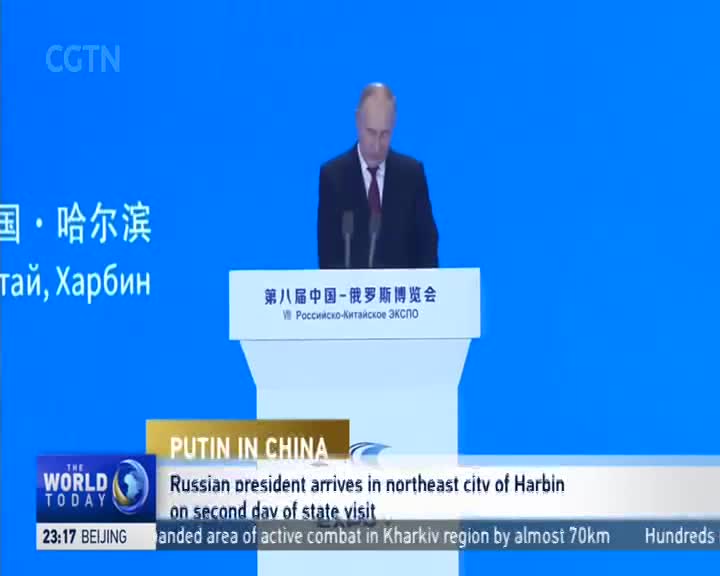 CGTN
国·哈尔滨
тай, Харбин
第八届中国-俄罗斯博览会
VIII Российско-Китайское ЭКСПО
PUTIN IN CHINA
THE
WORLD
TODAY
Russian president arrives in northeast city of Harbin
on second day of state visit
23:17 BEIJING
panded area of active combat in Kharkiv region by almost 70km Hundreds